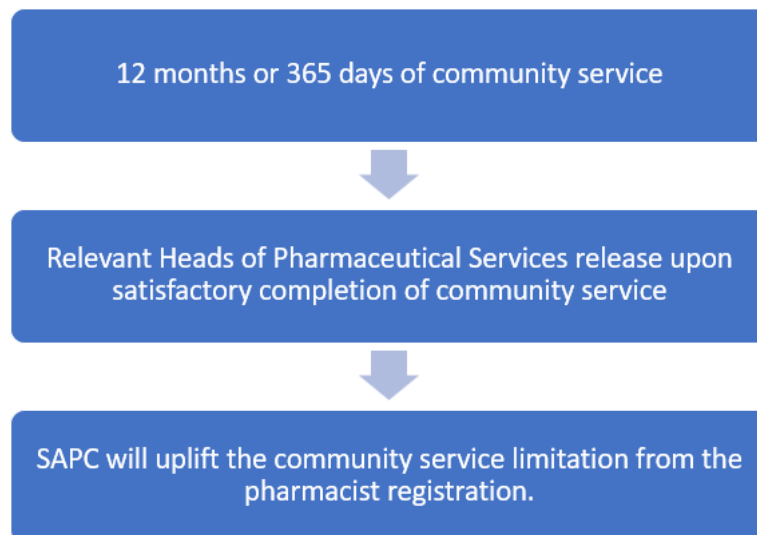 12 months or 365 days of community service
Relevant Heads of Pharmaceutical Services release upon
satisfactory completion of community service
SAPC will uplift the community service limitation from the
pharmacist registration.